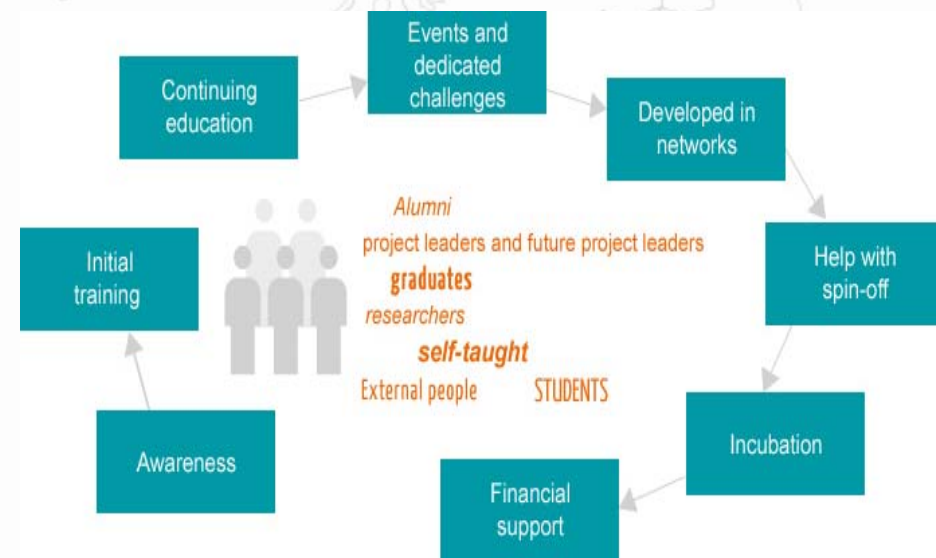 Events and
dedicated
challenges
Continuing
education
Developed in
networks
Alumni
project leaders and future project leaders
graduates
researchers
self-taught
External people STUDENTS
Initial
training
Help with
spin-off
Awareness
Incubation
Financial
support